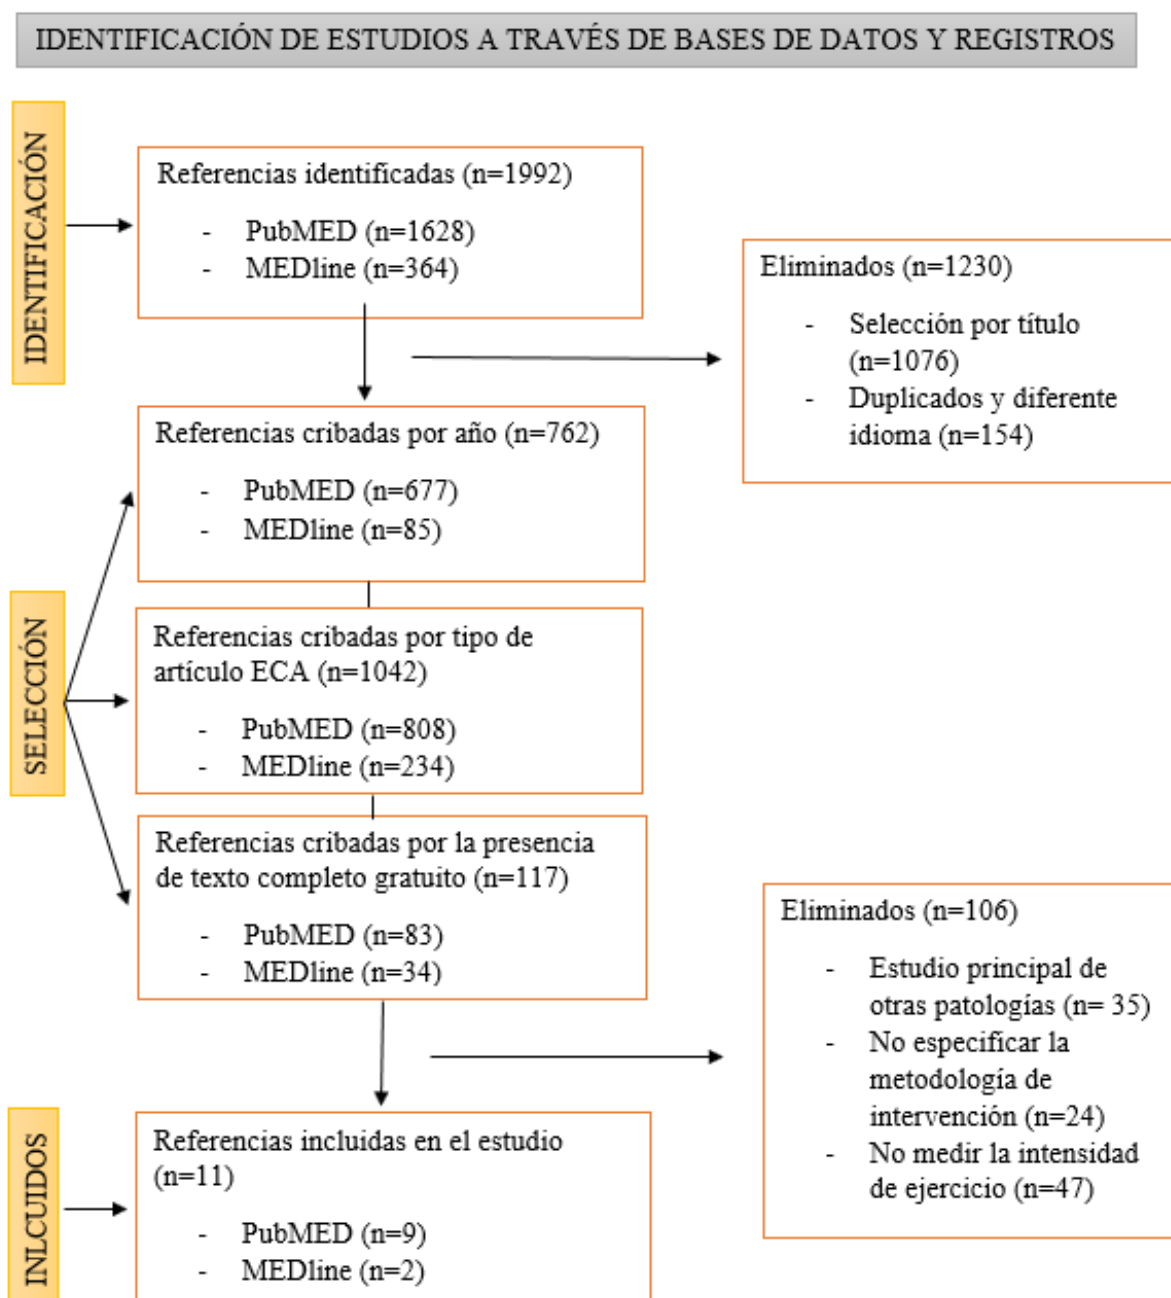 IDENTIFICACIÓN DE ESTUDIOS A TRAVÉS DE BASES DE DATOS Y REGISTROS
IDENTIFICACIÓN
Referencias identificadas (n=1992)
- PubMED (n=1628)
- MEDline (n=364)
Eliminados (n=1230)
- Selección por título
(n=1076)
- Duplicados y diferente
idioma (n=154)
SELECCIÓN
Referencias cribadas por año (n=762)
- PubMED (n=677)
- MEDline (n=85)
Referencias cribadas por tipo de
artículo ECA (n=1042)
- PubMED (n=808)
- MEDline (n=234)
Referencias cribadas por la presencia
de texto completo gratuito (n=117)
- PubMED (n=83)
- MEDline (n=34)
Eliminados (n=106)
- Estudio principal de
otras patologías (n= 35)
- No especificar la
metodología de
intervención (n=24)
- No medir la intensidad
de ejercicio (n=47)
INLCUIDOS
Referencias incluidas en el estudio
(n=11)
- PubMED (n=9)
- MEDline (n=2)